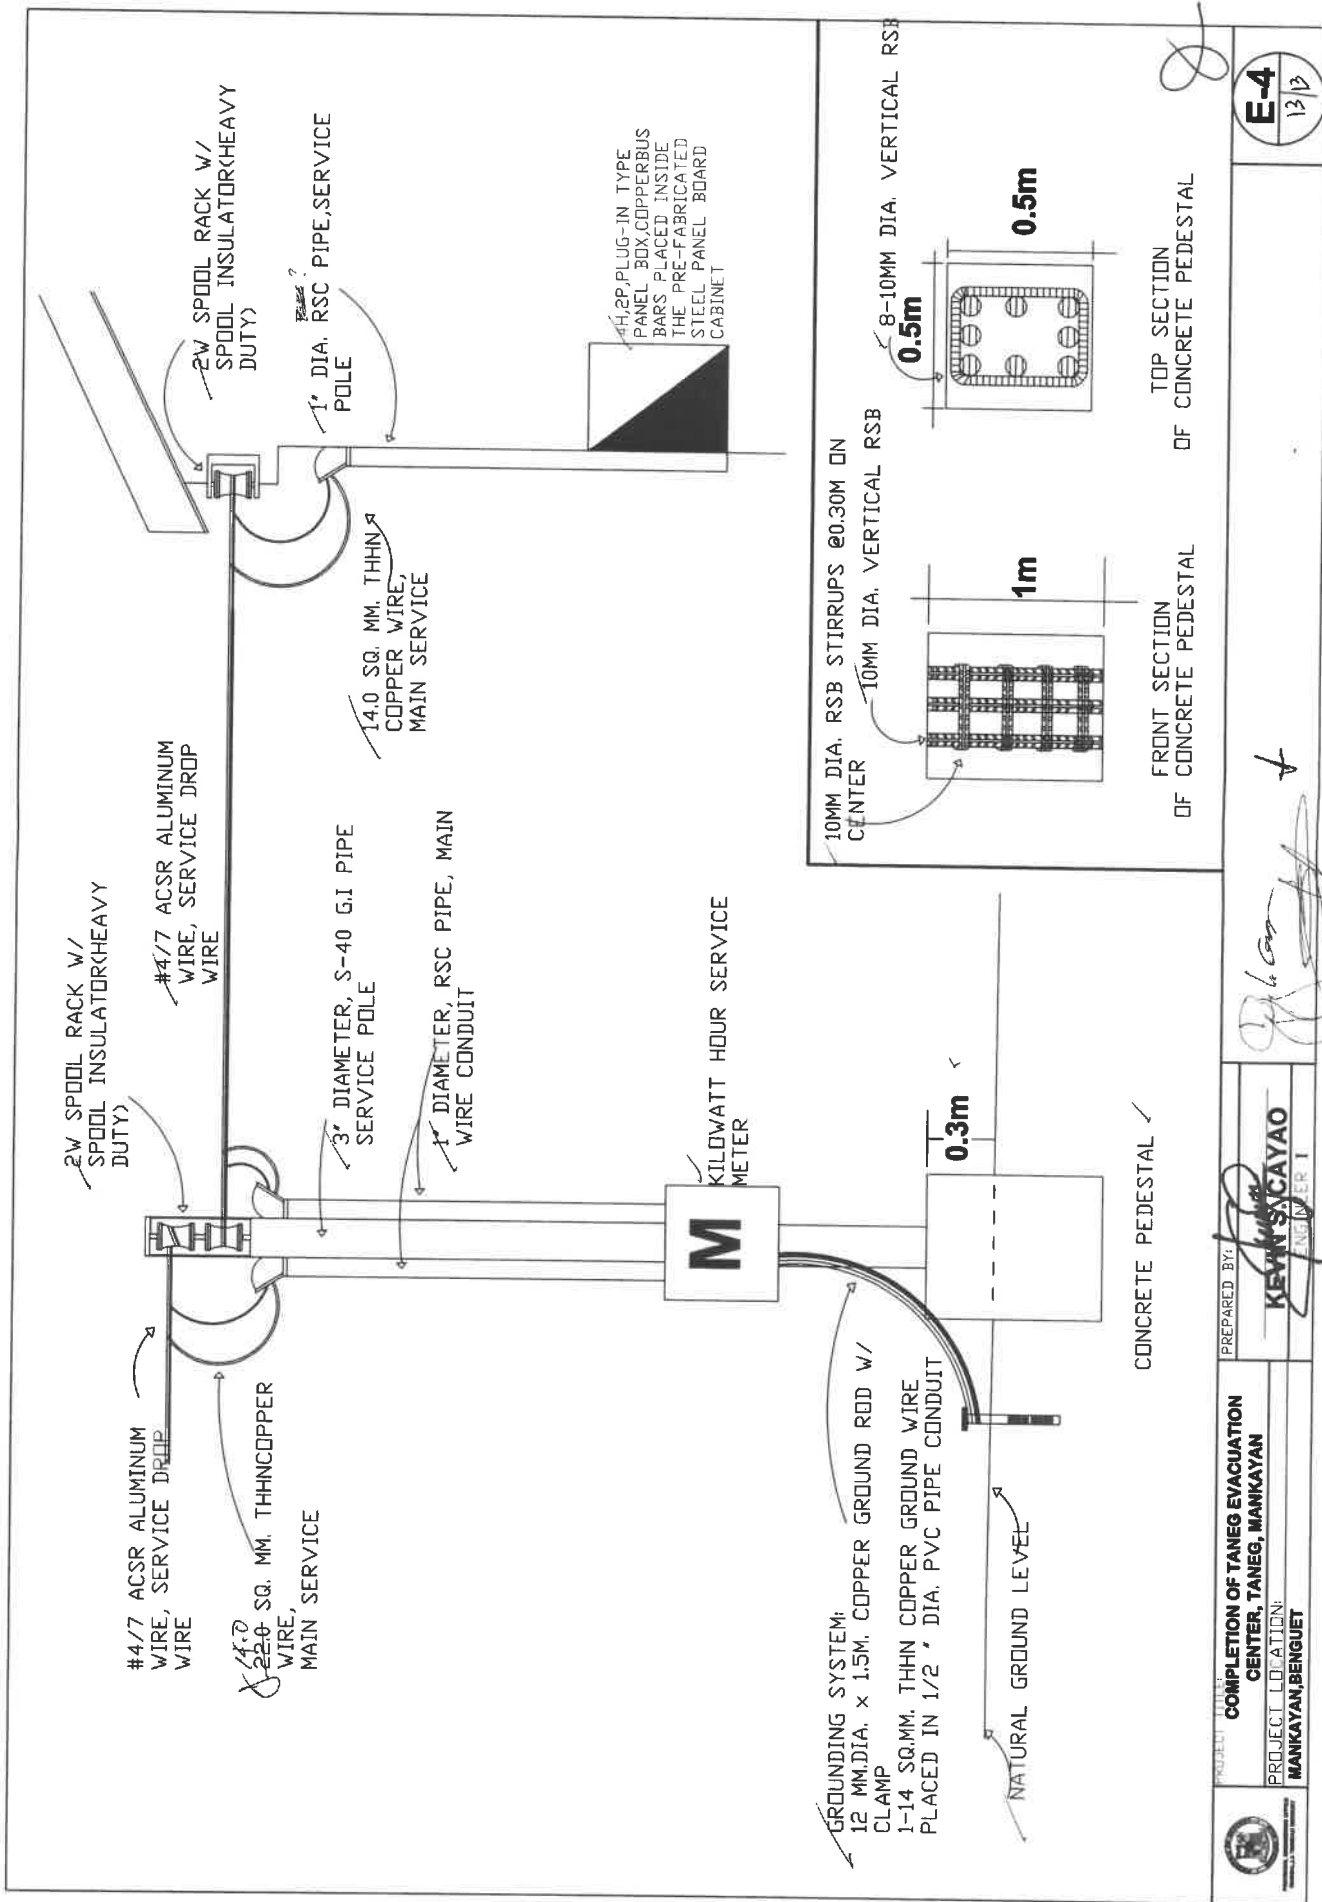 2W SPOOL RACK W/
SPOOL INSULATOR(HEAVY
DUTY)
#4/7 ACSR ALUMINUM
WIRE, SERVICE DROP
WIRE
14.0
22.0 SQ. MM. THHNCOPPER
WIRE,
MAIN SERVICE
#4/7 ACSR ALUMINUM
WIRE, SERVICE DROP
WIRE
3" DIAMETER, S-40 G.I PIPE
SERVICE POLE
1" DIAMETER, RSC PIPE, MAIN
WIRE CONDUIT
2W SPOOL RACK W/
SPOOL INSULATOR(HEAVY
DUTY)
1" DIA. RSC PIPE,SERVICE
POLE
14.0 SQ. MM. THHN
COPPER WIRE,
MAIN SERVICE
4H,2P,PLUG-IN TYPE
PANEL BOX,COPPERBUS
BARS PLACED INSIDE
THE PRE-FABRICATED
STEEL PANEL BOARD
CABINET
M
KILOWATT HOUR SERVICE
METER
0.3m
GROUNDING SYSTEM:
12 MM.DIA. x 1.5M. COPPER GROUND ROD W/
CLAMP
1-14 SQ.MM. THHN COPPER GROUND WIRE
PLACED IN 1/2 " DIA. PVC PIPE CONDUIT
NATURAL GROUND LEVEL
CONCRETE PEDESTAL
10MM DIA. RSB STIRRUPS @0.30M ON
CENTER
10MM DIA. VERTICAL RSB
1m
FRONT SECTION
OF CONCRETE PEDESTAL
8-10MM DIA. VERTICAL RSB
0.5m
0.5m
TOP SECTION
OF CONCRETE PEDESTAL
PROJECT TITLE:
COMPLETION OF TANEG EVACUATION
CENTER, TANEG, MANKAYAN
PROJECT LOCATION:
MANKAYAN,BENGUET
PREPARED BY:
KEVIN S. CAYAO
ENGINEER I
E-4
13/13